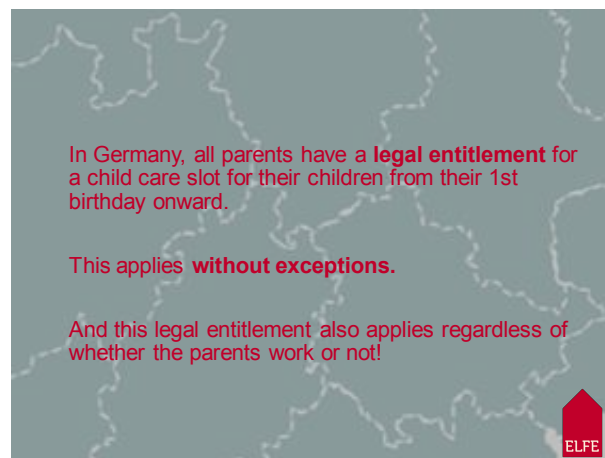 In Germany, all parents have a legal entitlement for
a child care slot for their children from their 1st
birthday onward.
This applies without exceptions.
And this legal entitlement also applies regardless of
whether the parents work or not!
ELFE